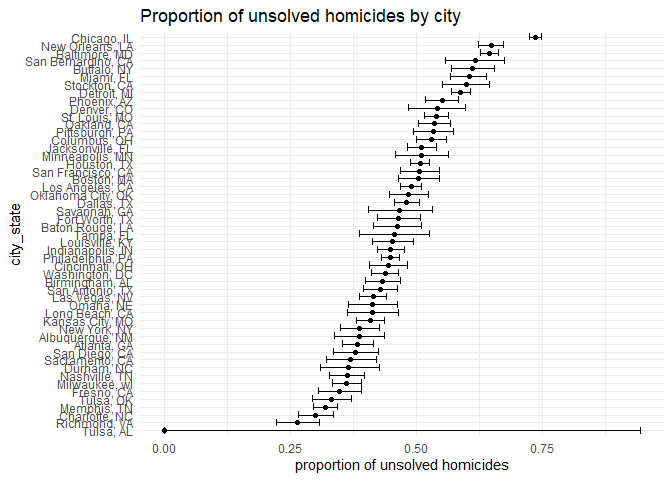 Proportion of unsolved homicides by city
Chicago, IL
New Orleans, LA
Baltimore, MD
San Bernardino, CA
Buffalo, NY
Miami, FL
Stockton, CA
Detroit, MI
Phoenix, AZ
Denver, CO
St. Louis, MO
Oakland, CA
Pittsburgh, PA
Columbus, OH
Jacksonville, FL
Minneapolis, MN
Houston, TX
San Francisco, CA
Boston, MA
Los Angeles, CA
Oklahoma City, OK
Dallas, TX
Savannah, GA
Fort Worth, TX
Baton Rouge, LA
Tampa, FL
Louisville, KY
Indianapolis, IN
Philadelphia, PA
Cincinnati, OH
Washington, DC
Birmingham, AL
San Antonio, TX
Las Vegas, NV
Omaha, NE
Long Beach, CA
Kansas City, MO
New York, NY
Albuquerque, NM
Atlanta, GA
San Diego, CA
Sacramento, CA
Durham, NC
Nashville, TN
Milwaukee, wI
Fresno, CA
Tulsa, OK
Memphis, TN
Charlotte, NC
Richmond, VA
Tulsa, AL
city_state
0.00 0.25 0.50 0.75
proportion of unsolved homicides